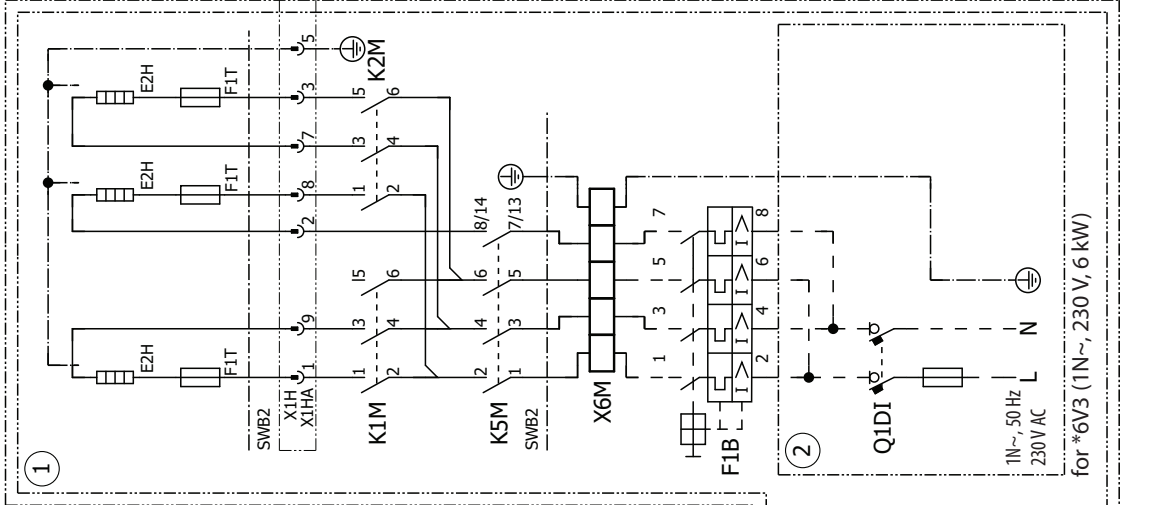 5
K2M
E2H
F1T
3
5
6
7
3
4
E2H
F1T
8
1
2
2
8/14
7/13
7
8
5
6
6
5
5
6
9
3
4
4
3
3
4
E2H
F1T
1
1
2
2
1
1
2
SWB2
X1H
X1HA
K1M
K5M
SWB2
X6M
F1B
I>
I>
I>
I>
1
2
Q1DI
N
L
1N~, 50 Hz
230 V AC
for *6V3 (1N~, 230 V, 6 kW)